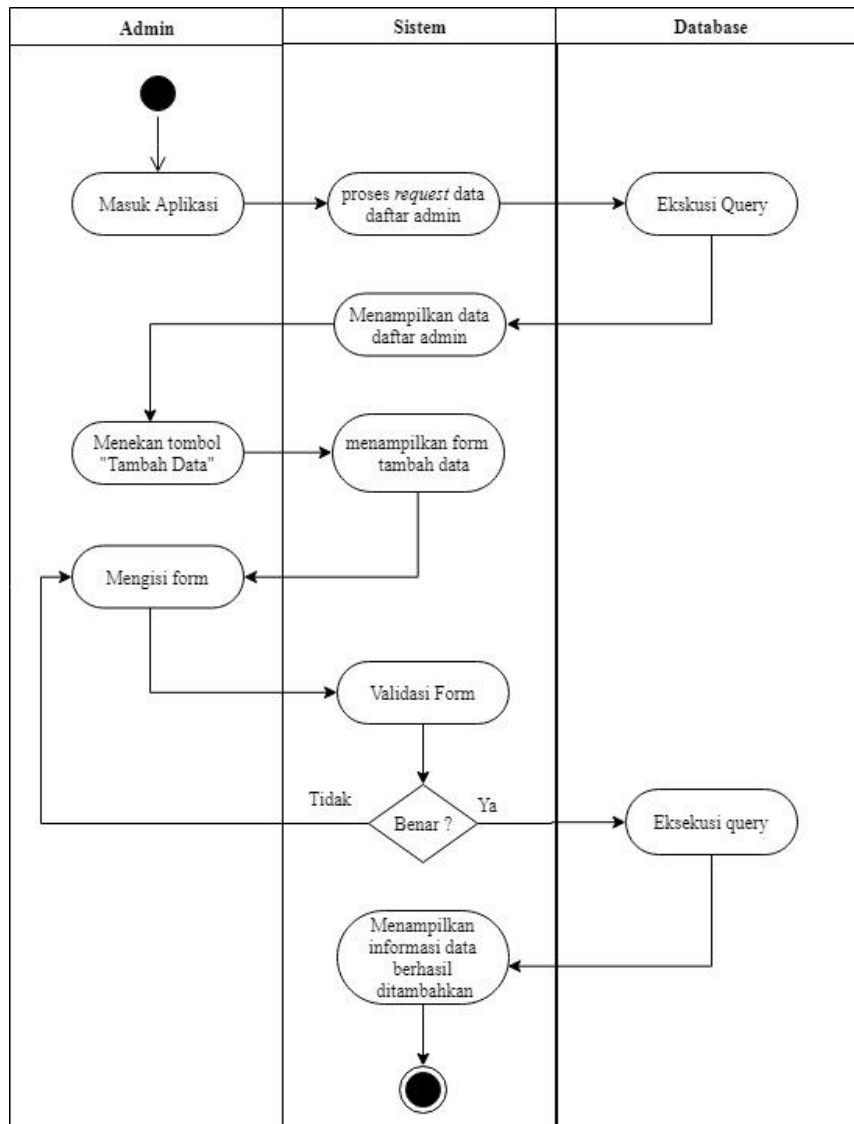 Admin
Sistem
Database
Masuk Aplikasi
proses request data
daftar admin
Ekskusi Query
Menampilkan data
daftar admin
Menekan tombol
"Tambah Data"
menampilkan form
tambah data
Mengisi form
Validasi Form
Tidak
Benar ?
Ya
Eksekusi query
Menampilkan
informasi data
berhasil
ditambahkan